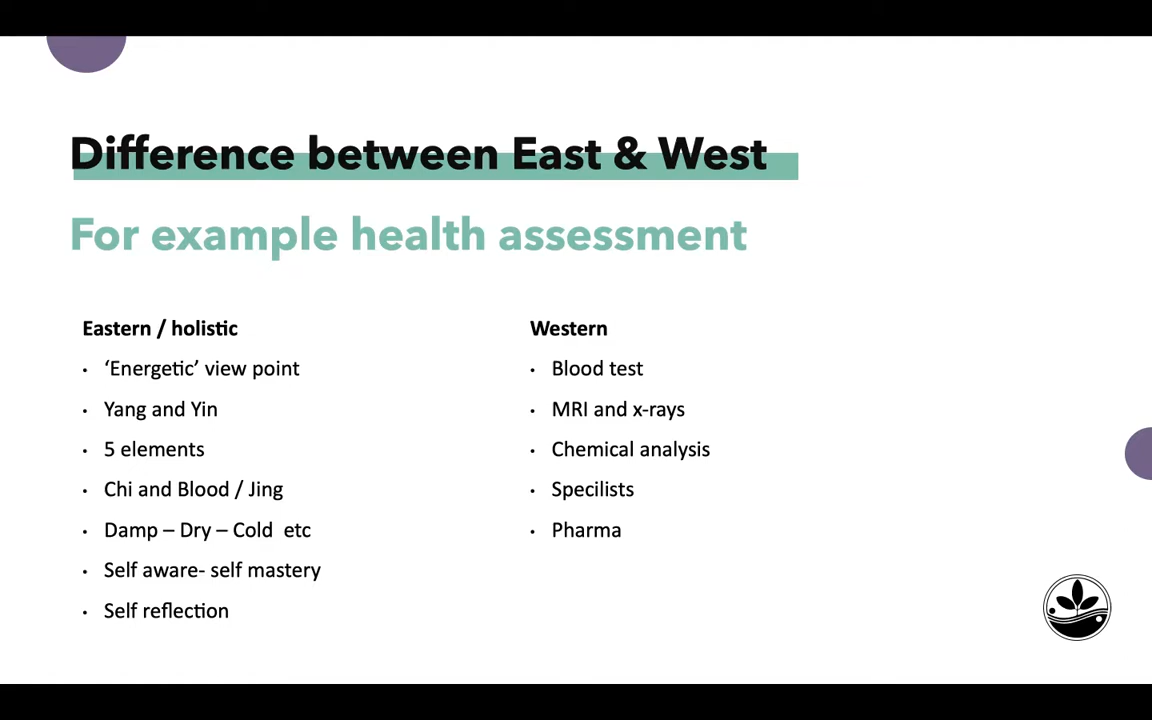 Difference between East & West
For example health assessment
Eastern / holistic
• ‘Energetic’ view point
• Yang and Yin
• 5 elements
• Chi and Blood / Jing
• Damp – Dry – Cold  etc
• Self aware- self mastery
• Self reflection
Western
• Blood test
• MRI and x-rays
• Chemical analysis
• Specilists
• Pharma